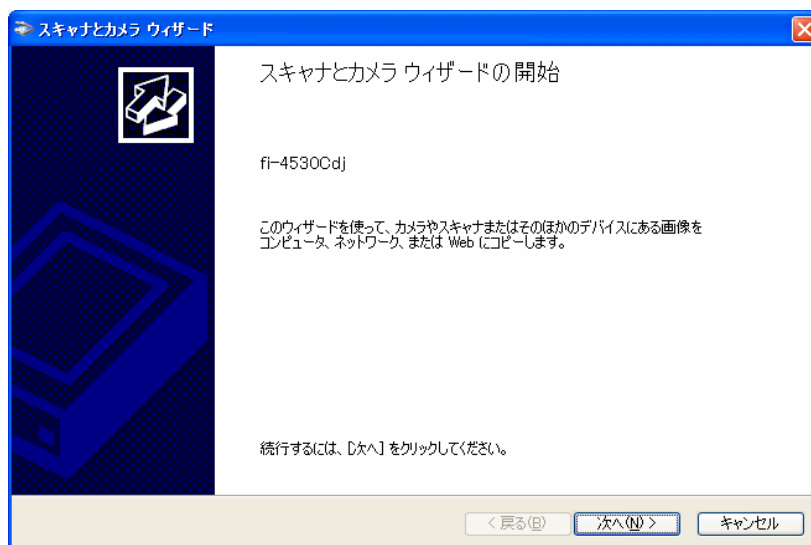 スキャナとカメラ ウィザード
スキャナとカメラ ウィザードの開始
fi-4530Cdj
このウィザードを使って、カメラやスキャナまたはそのほかのデバイスにある画像を
コンピュータ、ネットワーク、または Web にコピーします。
続行するには、[次へ] をクリックしてください。
< 戻る(B)
次へ(N) >
キャンセル